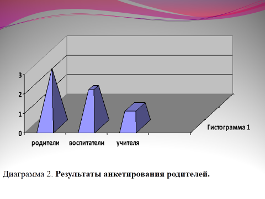 3
2
1
0
родители воспитатели учителя
Гистограмма 1
Диаграмма 2. Результаты анкетирования родителей.